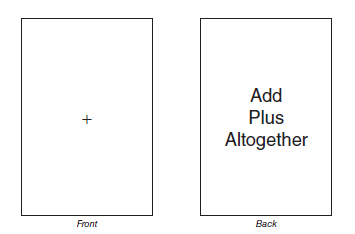 +
Front
Add
Plus
Altogether
Back